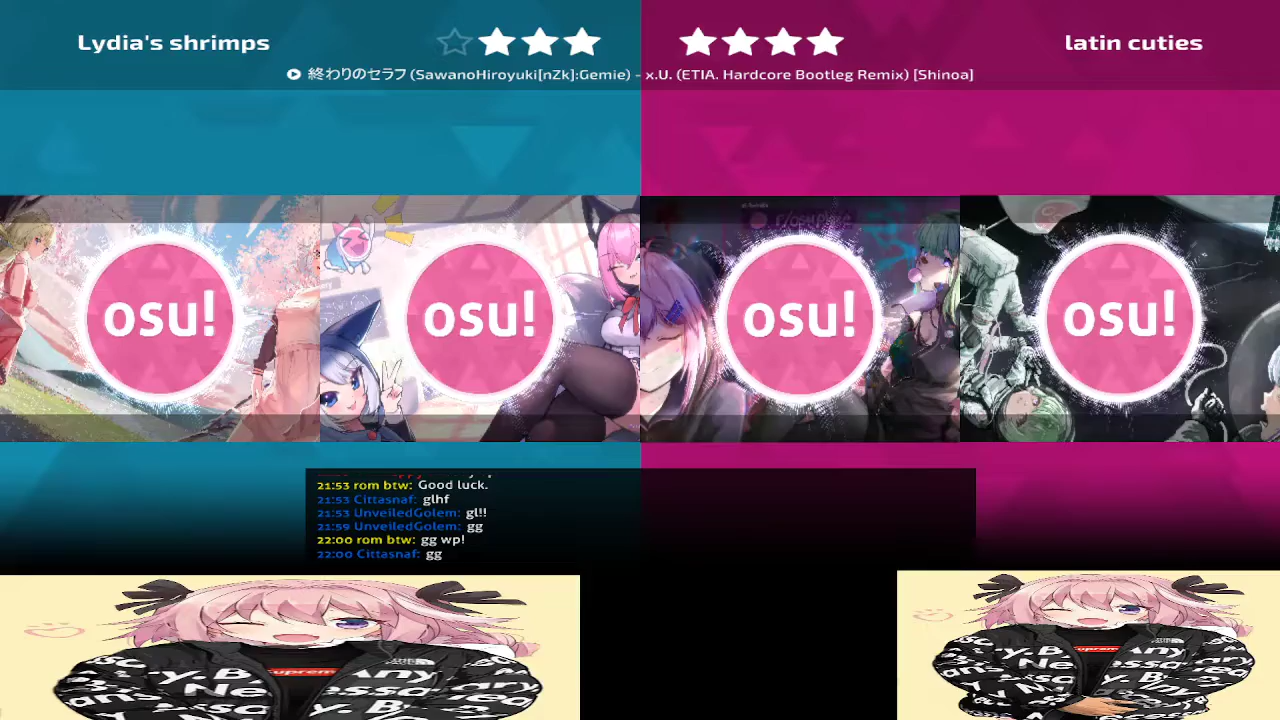 Lydia's shrimps
latin cuties
終わりのセラフ (SawanoHiroyuki[nZk]:Gemie) - x.U. (ETIA. Hardcore Bootleg Remix) [Shinoa]
osu!
osu!
osu!
osu!
21:53 rom btw: Good luck.
21:53 Cittasnaf: glhf
21:53 UnveiledGolem: gl!!
21:59 UnveiledGolem: gg
22:00 rom btw: gg wp!
22:00 Cittasnaf: gg